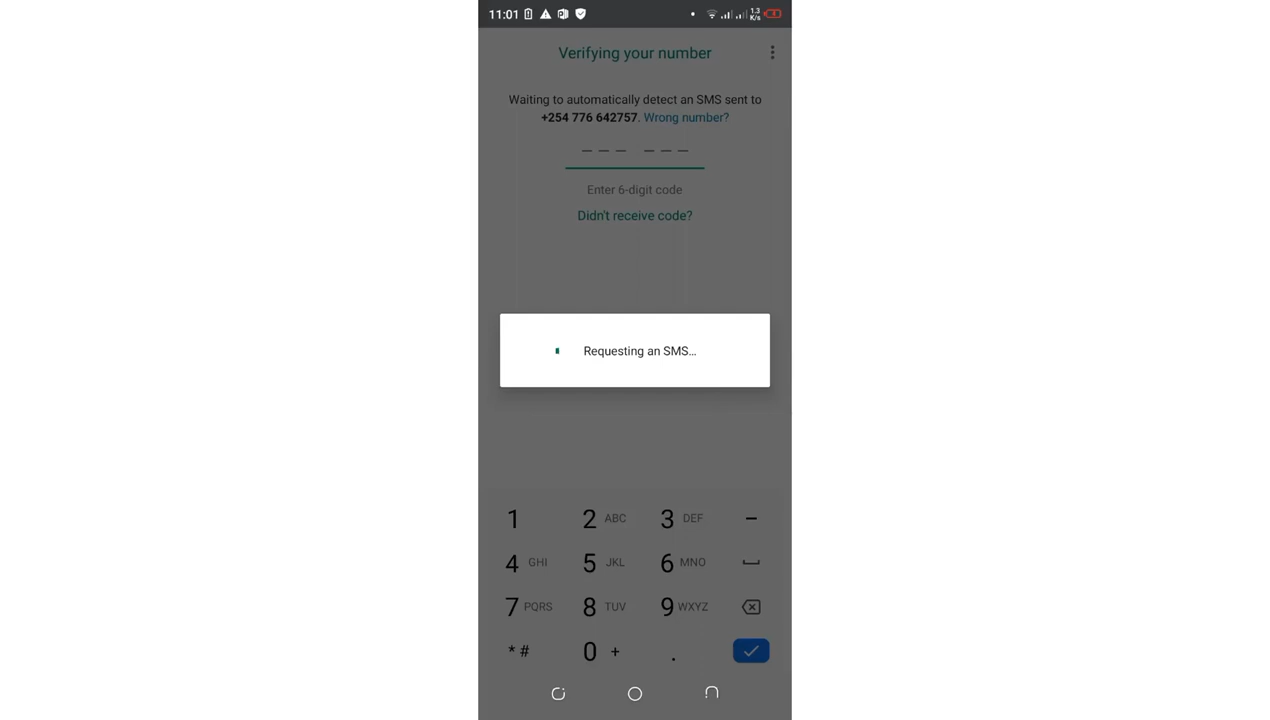 11:01 1.3 K/s
Verifying your number
Waiting to automatically detect an SMS sent to
+254 776 642757. Wrong number?
Enter 6-digit code
Didn't receive code?
Requesting an SMS...
1 2 ABC 3 DEF –
4 GHI 5 JKL 6 MNO
7 PQRS 8 TUV 9 WXYZ
* # 0 + .